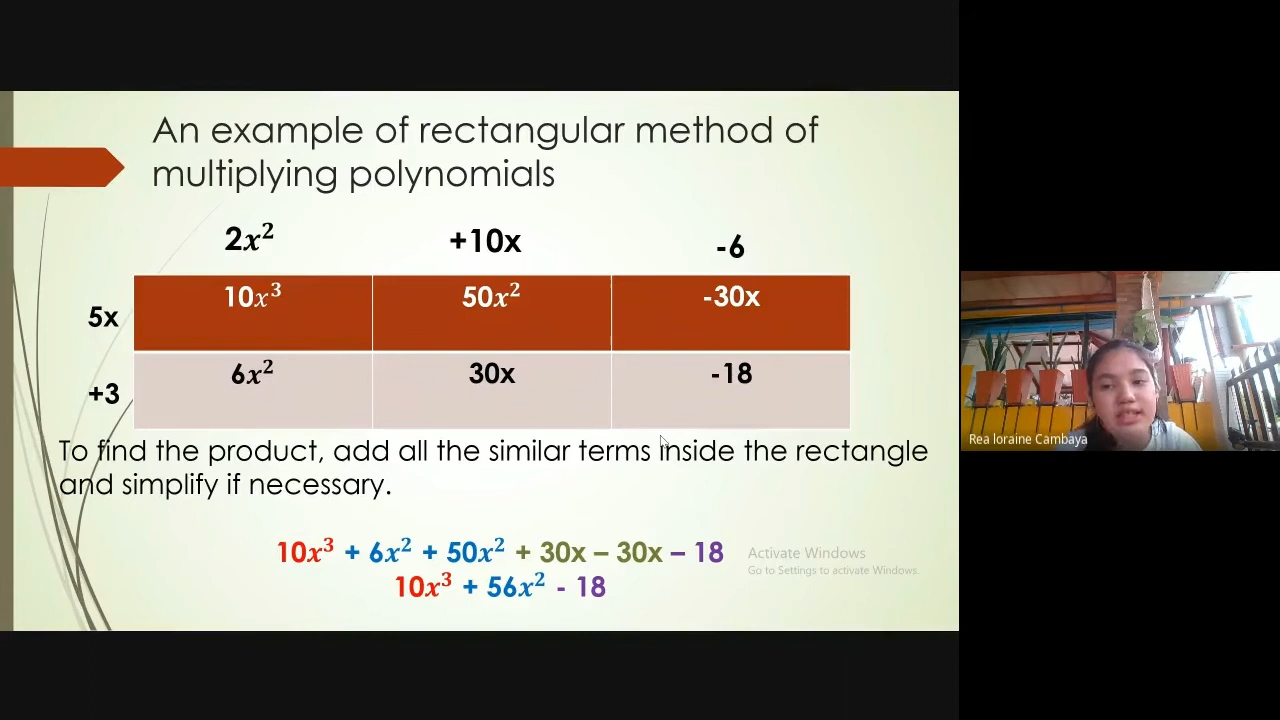 An example of rectangular method of
multiplying polynomials
2x² +10x -6
5x 10x³ 50x² -30x
+3 6x² 30x -18
To find the product, add all the similar terms inside the rectangle
and simplify if necessary.
10x³ + 6x² + 50x² + 30x – 30x – 18
10x³ + 56x² - 18
Activate Windows
Go to Settings to activate Windows.
Rea loraine Cambaya